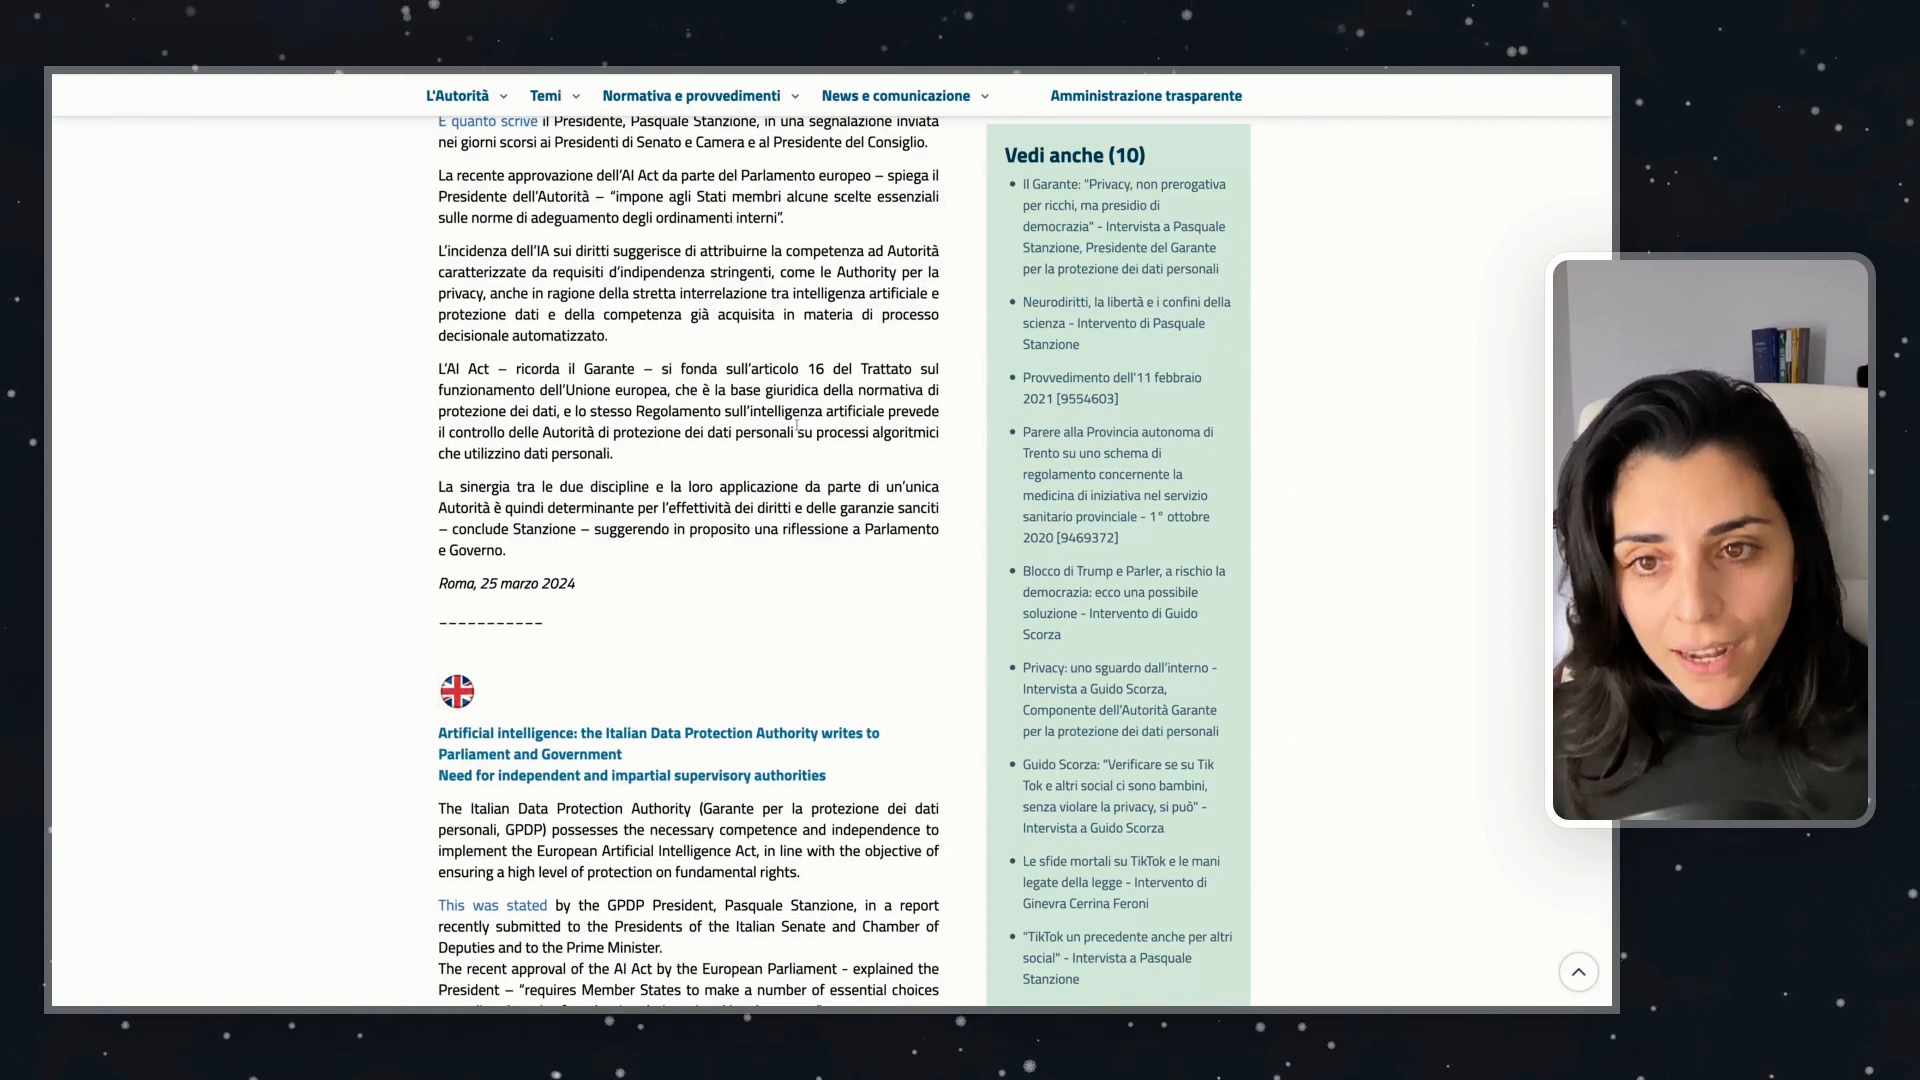 L'Autorità
Temi
Normativa e provvedimenti
News e comunicazione
Amministrazione trasparente
È quanto scrive il Presidente, Pasquale Stanzione, in una segnalazione inviata
nei giorni scorsi ai Presidenti di Senato e Camera e al Presidente del Consiglio.
La recente approvazione dell’AI Act da parte del Parlamento europeo – spiega il
Presidente dell’Autorità – “impone agli Stati membri alcune scelte essenziali
sulle norme di adeguamento degli ordinamenti interni”.
L’incidenza dell’IA sui diritti suggerisce di attribuirne la competenza ad Autorità
caratterizzate da requisiti d’indipendenza stringenti, come le Authority per la
privacy, anche in ragione della stretta interrelazione tra intelligenza artificiale e
protezione dati e della competenza già acquisita in materia di processo
decisionale automatizzato.
L’AI Act – ricorda il Garante – si fonda sull’articolo 16 del Trattato sul
funzionamento dell’Unione europea, che è la base giuridica della normativa di
protezione dei dati, e lo stesso Regolamento sull’intelligenza artificiale prevede
il controllo delle Autorità di protezione dei dati personali su processi algoritmici
che utilizzino dati personali.
La sinergia tra le due discipline e la loro applicazione da parte di un’unica
Autorità è quindi determinante per l’effettività dei diritti e delle garanzie sanciti
– conclude Stanzione – suggerendo in proposito una riflessione a Parlamento
e Governo.
Roma, 25 marzo 2024
–––––––––––
Artificial intelligence: the Italian Data Protection Authority writes to
Parliament and Government
Need for independent and impartial supervisory authorities
The Italian Data Protection Authority (Garante per la protezione dei dati
personali, GPDP) possesses the necessary competence and independence to
implement the European Artificial Intelligence Act, in line with the objective of
ensuring a high level of protection on fundamental rights.
This was stated by the GPDP President, Pasquale Stanzione, in a report
recently submitted to the Presidents of the Italian Senate and Chamber of
Deputies and to the Prime Minister.
The recent approval of the AI Act by the European Parliament - explained the
President – “requires Member States to make a number of essential choices
Vedi anche (10)
Il Garante: "Privacy, non prerogativa
per ricchi, ma presidio di
democrazia" - Intervista a Pasquale
Stanzione, Presidente del Garante
per la protezione dei dati personali
Neurodiritti, la libertà e i confini della
scienza - Intervento di Pasquale
Stanzione
Provvedimento dell'11 febbraio
2021 [9554603]
Parere alla Provincia autonoma di
Trento su uno schema di
regolamento concernente la
medicina di iniziativa nel servizio
sanitario provinciale - 1° ottobre
2020 [9469372]
Blocco di Trump e Parler, a rischio la
democrazia: ecco una possibile
soluzione - Intervento di Guido
Scorza
Privacy: uno sguardo dall’interno -
Intervista a Guido Scorza,
Componente dell’Autorità Garante
per la protezione dei dati personali
Guido Scorza: "Verificare se su Tik
Tok e altri social ci sono bambini,
senza violare la privacy, si può" -
Intervista a Guido Scorza
Le sfide mortali su TikTok e le mani
legate della legge - Intervento di
Ginevra Cerrina Feroni
"TikTok un precedente anche per altri
social" - Intervista a Pasquale
Stanzione